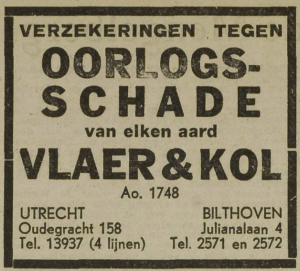 VERZEKERINGEN TEGEN
OORLOGS-
SCHADE
van elken aard
VLAER & KOL
Ao. 1748
UTRECHT BILTHOVEN
Oudegracht 158 Julianalaan 4
Tel. 13937 (4 lijnen) Tel. 2571 en 2572